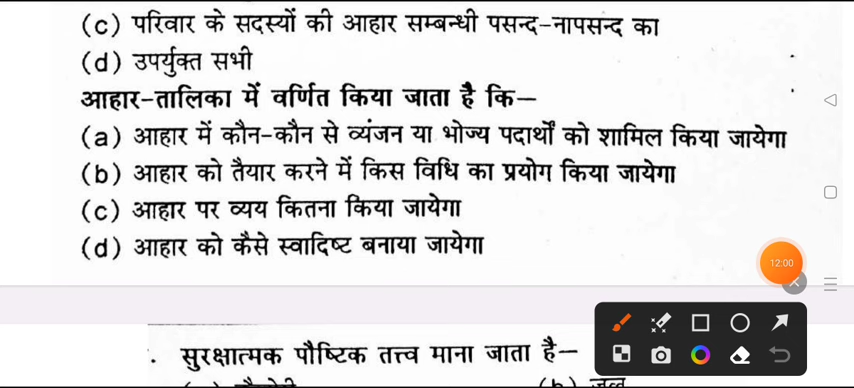 (c) परिवार के सदस्यों की आहार सम्बन्धी पसन्द-नापसन्द का
(d) उपर्युक्त सभी
आहार-तालिका में वर्णित किया जाता है कि—
(a) आहार में कौन-कौन से व्यंजन या भोज्य पदार्थों को शामिल किया जायेगा
(b) आहार को तैयार करने में किस विधि का प्रयोग किया जायेगा
(c) आहार पर व्यय कितना किया जायेगा
(d) आहार को कैसे स्वादिष्ट बनाया जायेगा
12:00
. सुरक्षात्मक पौष्टिक तत्त्व माना जाता है—
(b) जल